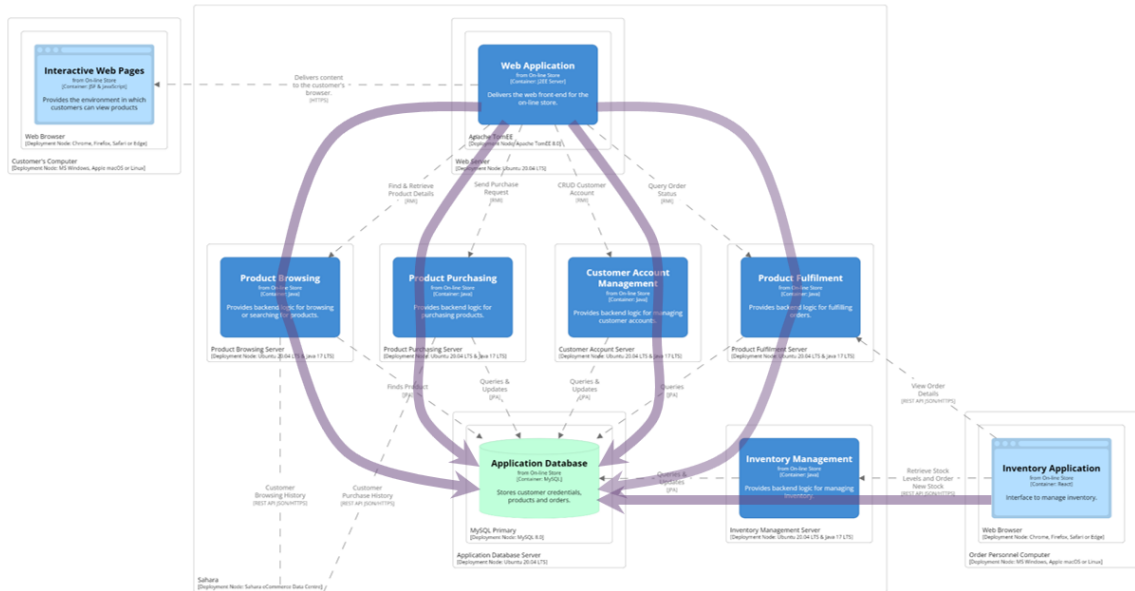 Interactive Web Pages
from On-line Store
[Container: JSF & JavaScript]
Provides the environment in which
customers can view products
Web Browser
[Deployment Node: Chrome, Firefox, Safari or Edge]
Customer's Computer
[Deployment Node: MS Windows, Apple macOS or Linux]
Delivers content
to the customer's
browser.
[HTTPS]
Web Application
from On-line Store
[Container: J2EE Server]
Delivers the web front-end for the
on-line store.
Apache TomEE
[Deployment Node: Apache TomEE 8.0]
Web Server
[Deployment Node: Ubuntu 20.04 LTS]
Find & Retrieve
Product Details
[RMI]
Send Purchase
Request
[RMI]
CRUD Customer
Account
[RMI]
Query Order
Status
[RMI]
Product Browsing
from On-line Store
[Container: Java]
Provides backend logic for browsing
or searching for products.
Product Browsing Server
[Deployment Node: Ubuntu 20.04 LTS & Java 17 LTS]
Product Purchasing
from On-line Store
[Container: Java]
Provides backend logic for
purchasing products.
Product Purchasing Server
[Deployment Node: Ubuntu 20.04 LTS & Java 17 LTS]
Customer Account
Management
from On-line Store
[Container: Java]
Provides backend logic for managing
customer accounts.
Customer Account Server
[Deployment Node: Ubuntu 20.04 LTS & Java 17 LTS]
Product Fulfilment
from On-line Store
[Container: Java]
Provides backend logic for fulfilling
orders.
Product Fulfilment Server
[Deployment Node: Ubuntu 20.04 LTS & Java 17 LTS]
Finds Product
[JPA]
Queries &
Updates
[JPA]
Queries &
Updates
[JPA]
Queries
[JPA]
View Order
Details
[REST API JSON/HTTPS]
Application Database
from On-line Store
[Container: MySQL]
Stores customer credentials,
products and orders.
MySQL Primary
[Deployment Node: MySQL 8.0]
Application Database Server
[Deployment Node: Ubuntu 20.04 LTS]
Queries &
Updates
[JPA]
Inventory Management
from On-line Store
[Container: Java]
Provides backend logic for managing
inventory.
Inventory Management Server
[Deployment Node: Ubuntu 20.04 LTS & Java 17 LTS]
Retrieve Stock
Levels and Order
New Stock
[REST API JSON/HTTPS]
Inventory Application
from On-line Store
[Container: React]
Interface to manage inventory.
Web Browser
[Deployment Node: Chrome, Firefox, Safari or Edge]
Order Personnel Computer
[Deployment Node: MS Windows, Apple macOS or Linux]
Customer
Browsing History
[REST API JSON/HTTPS]
Customer
Purchase History
[REST API JSON/HTTPS]
Sahara
[Deployment Node: Sahara eCommerce Data Centre]